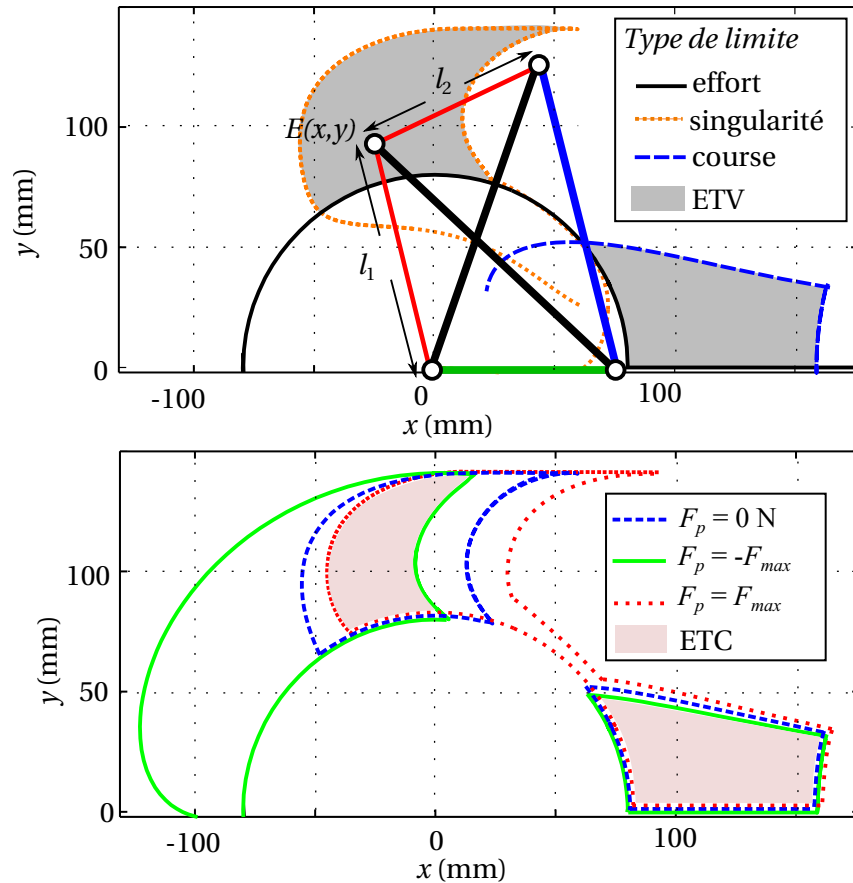 Type de limite
effort
singularité
course
ETV
l2
E(x,y)
l1
100
50
0
y (mm)
-100
0
100
x (mm)
Fp = 0 N
Fp = -Fmax
Fp = Fmax
ETC
100
50
0
y (mm)
-100
0
100
x (mm)